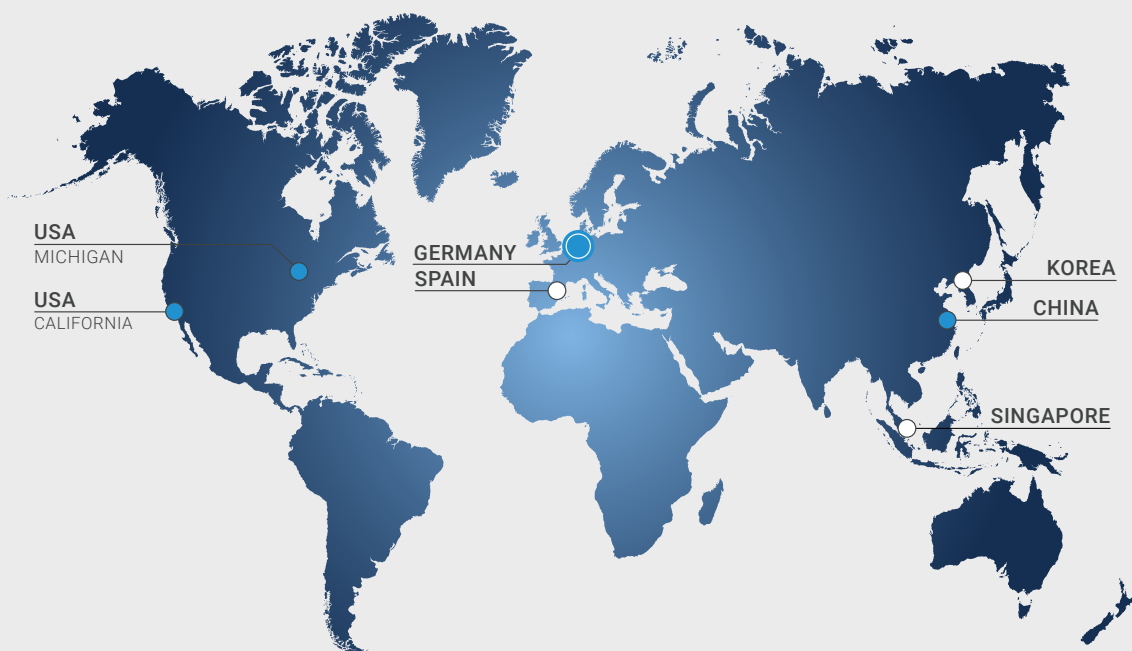 USA
MICHIGAN
USA
CALIFORNIA
GERMANY
SPAIN
KOREA
CHINA
SINGAPORE